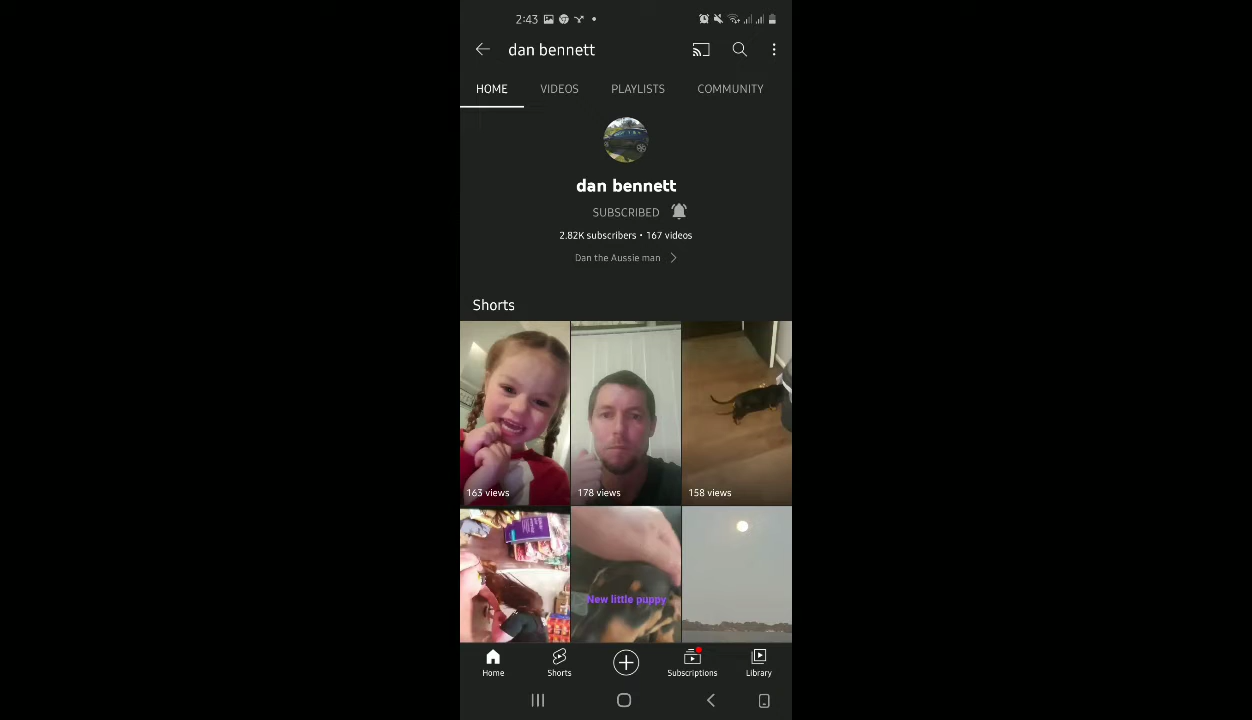 2:43
dan bennett
HOME VIDEOS PLAYLISTS COMMUNITY
dan bennett
SUBSCRIBED
2.82K subscribers • 167 videos
Dan the Aussie man
Shorts
163 views 178 views 158 views
New little puppy
Home Shorts Subscriptions Library